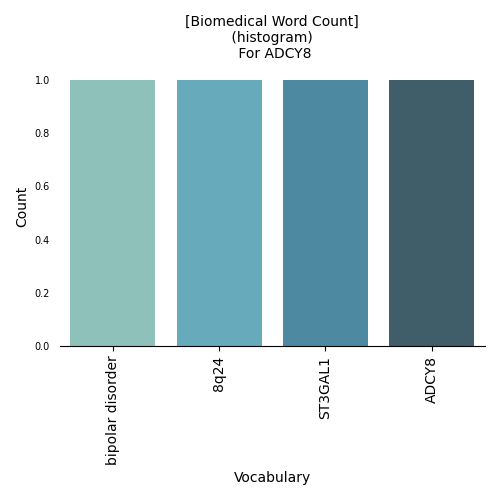 [Biomedical Word Count]
(histogram)
For ADCY8
1.0
0.8
0.6
0.4
0.2
0.0
Count
bipolar disorder
8q24
ST3GAL1
ADCY8
Vocabulary